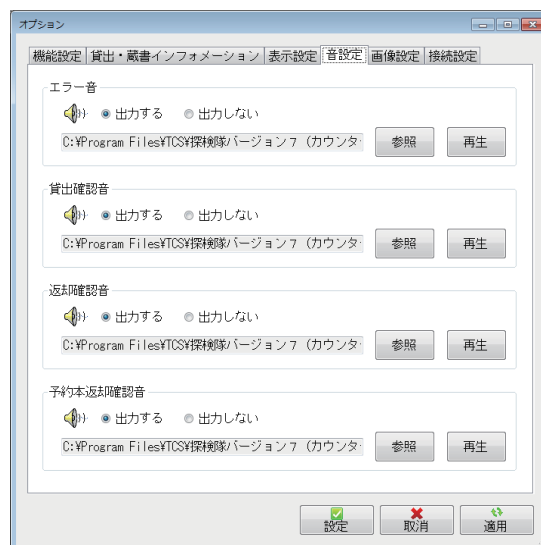 オプション
機能設定 貸出・蔵書インフォメーション 表示設定 音設定 画像設定 接続設定
エラー音
出力する 出力しない
C:¥Program Files¥TCS¥探検隊バージョン7（カウンタ
参照 再生
貸出確認音
出力する 出力しない
C:¥Program Files¥TCS¥探検隊バージョン7（カウンタ
参照 再生
返却確認音
出力する 出力しない
C:¥Program Files¥TCS¥探検隊バージョン7（カウンタ
参照 再生
予約本返却確認音
出力する 出力しない
C:¥Program Files¥TCS¥探検隊バージョン7（カウンタ
参照 再生
設定 取消 適用